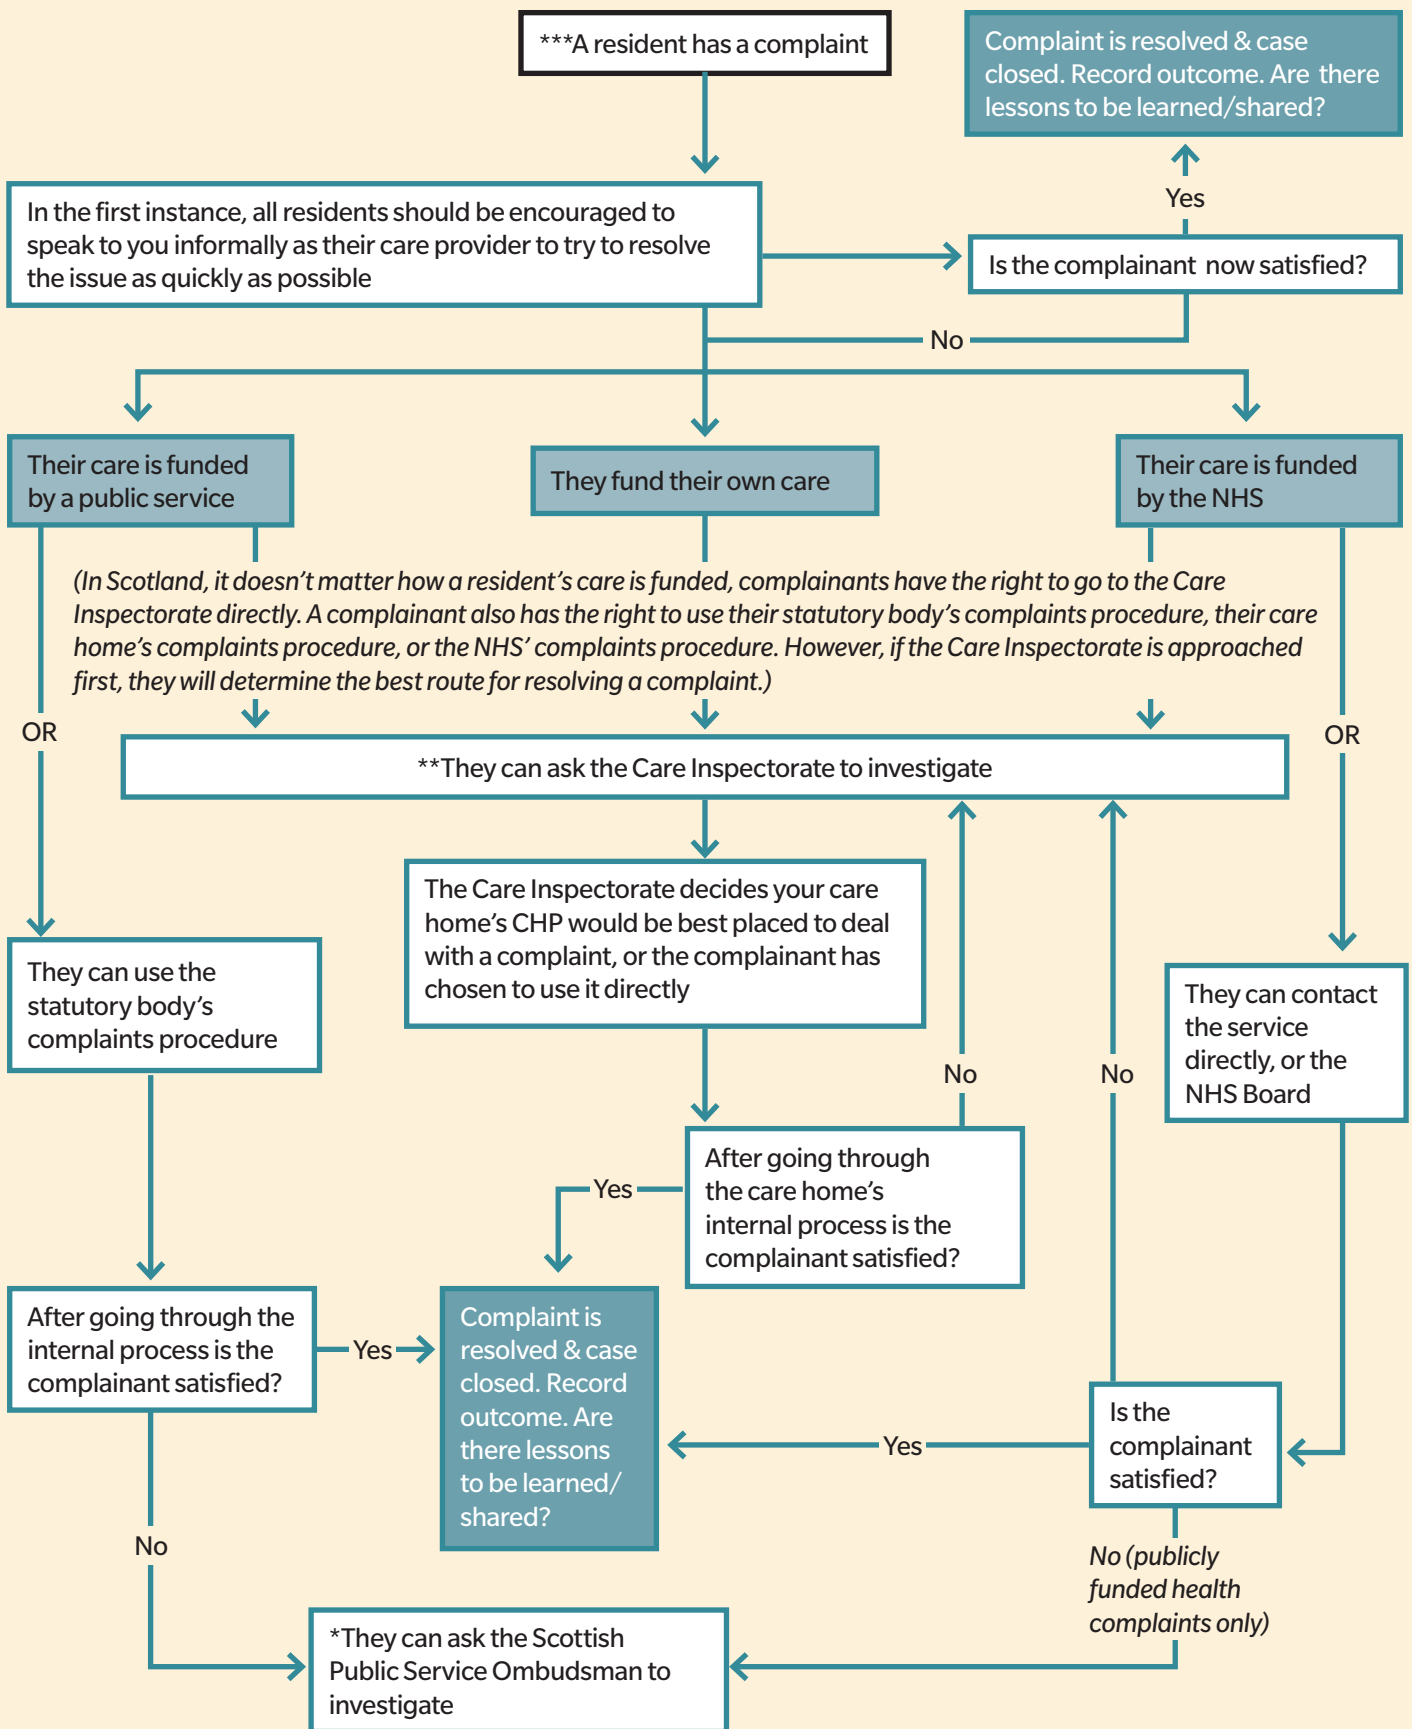 ***A resident has a complaint
Complaint is resolved & case
closed. Record outcome. Are there
lessons to be learned/shared?
Yes
In the first instance, all residents should be encouraged to
speak to you informally as their care provider to try to resolve
the issue as quickly as possible
Is the complainant now satisfied?
No
Their care is funded
by a public service
They fund their own care
Their care is funded
by the NHS
(In Scotland, it doesn’t matter how a resident’s care is funded, complainants have the right to go to the Care
Inspectorate directly. A complainant also has the right to use their statutory body’s complaints procedure, their care
home’s complaints procedure, or the NHS’ complaints procedure. However, if the Care Inspectorate is approached
first, they will determine the best route for resolving a complaint.)
OR
OR
**They can ask the Care Inspectorate to investigate
The Care Inspectorate decides your care
home’s CHP would be best placed to deal
with a complaint, or the complainant has
chosen to use it directly
They can use the
statutory body’s
complaints procedure
They can contact
the service
directly, or the
NHS Board
No
No
After going through
the care home’s
internal process is the
complainant satisfied?
Yes
After going through the
internal process is the
complainant satisfied?
Yes
Complaint is
resolved & case
closed. Record
outcome. Are
there lessons
to be learned/
shared?
Yes
Is the
complainant
satisfied?
No
No (publicly
funded health
complaints only)
*They can ask the Scottish
Public Service Ombudsman to
investigate